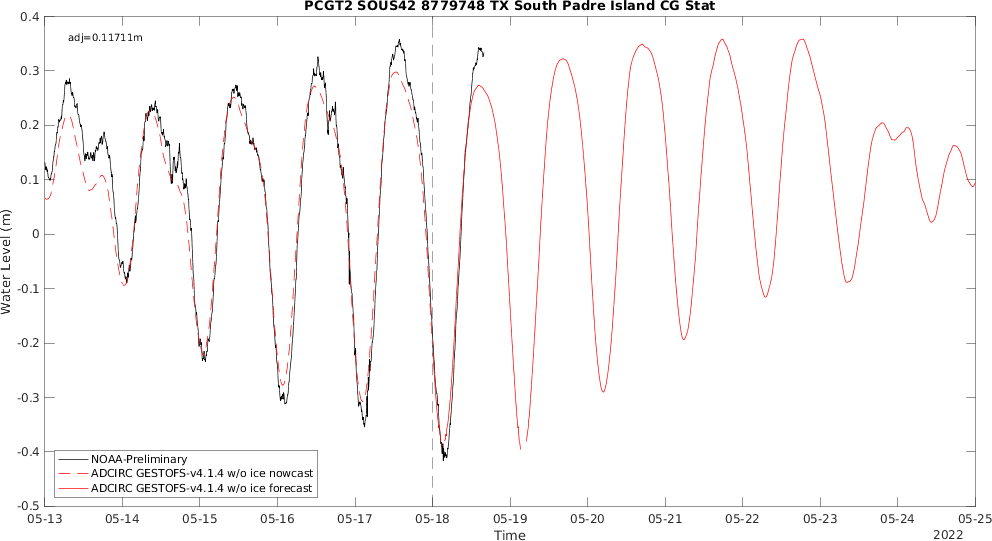 PCGT2 SOUS42 8779748 TX South Padre Island CG Stat
adj=0.11711m
0.4
0.3
0.2
0.1
0
-0.1
-0.2
-0.3
-0.4
-0.5
Water Level (m)
NOAA-Preliminary
ADCIRC GESTOFS-v4.1.4 w/o ice nowcast
ADCIRC GESTOFS-v4.1.4 w/o ice forecast
05-13 05-14 05-15 05-16 05-17 05-18 05-19 05-20 05-21 05-22 05-23 05-24 05-25
Time
2022